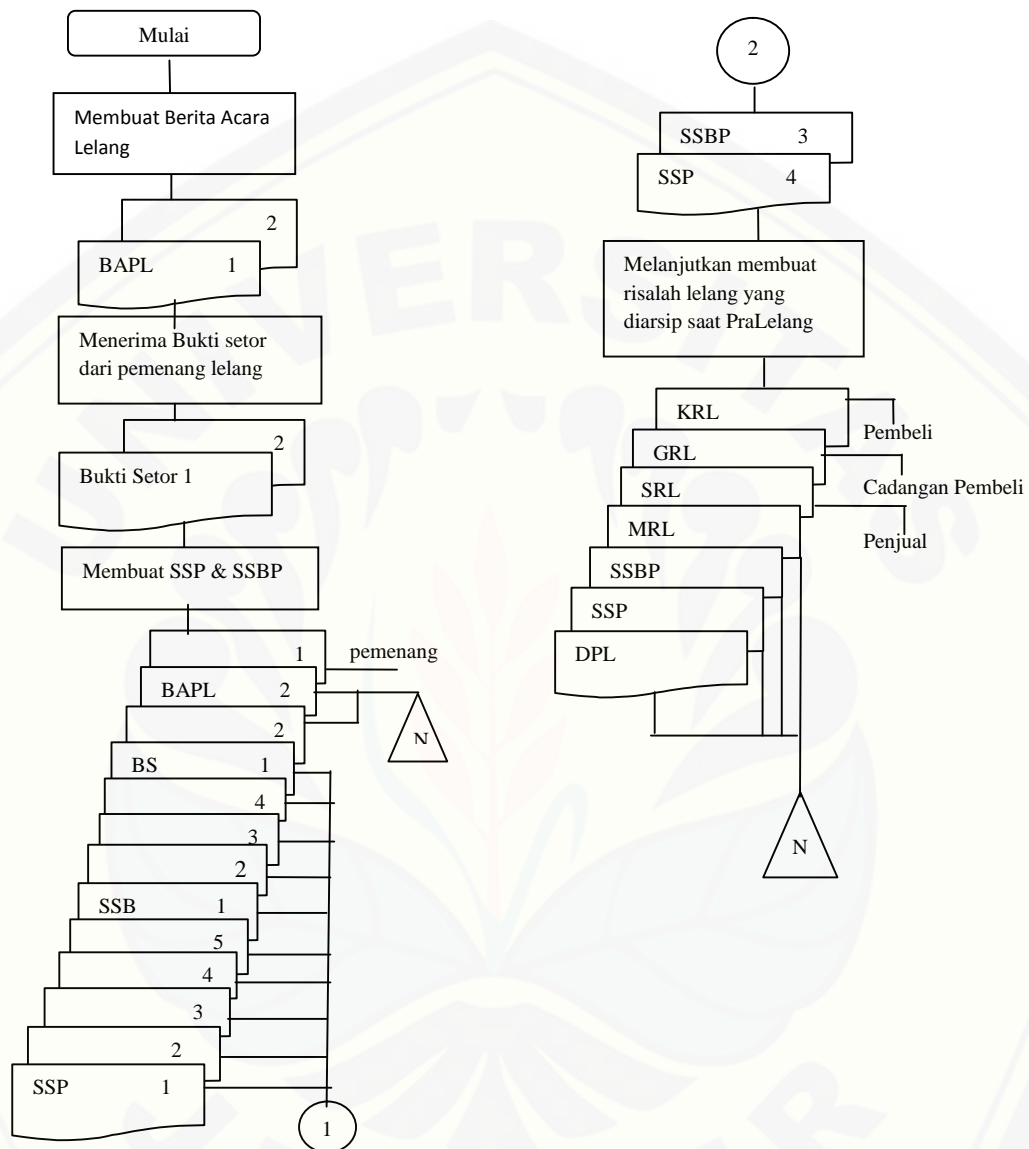 Mulai
Membuat Berita Acara
Lelang
2
BAPL 1
Menerima Bukti setor
dari pemenang lelang
2
Bukti Setor 1
Membuat SSP & SSBP
1
pemenang
BAPL 2
2
N
BS 1
4
3
2
SSB 1
5
4
3
2
SSP 1
1
2
SSBP 3
SSP 4
Melanjutkan membuat
risalah lelang yang
diarsip saat PraLelang
KRL
Pembeli
GRL
Cadangan Pembeli
SRL
MRL
Penjual
SSBP
SSP
DPL
N
UNIVERSITAS